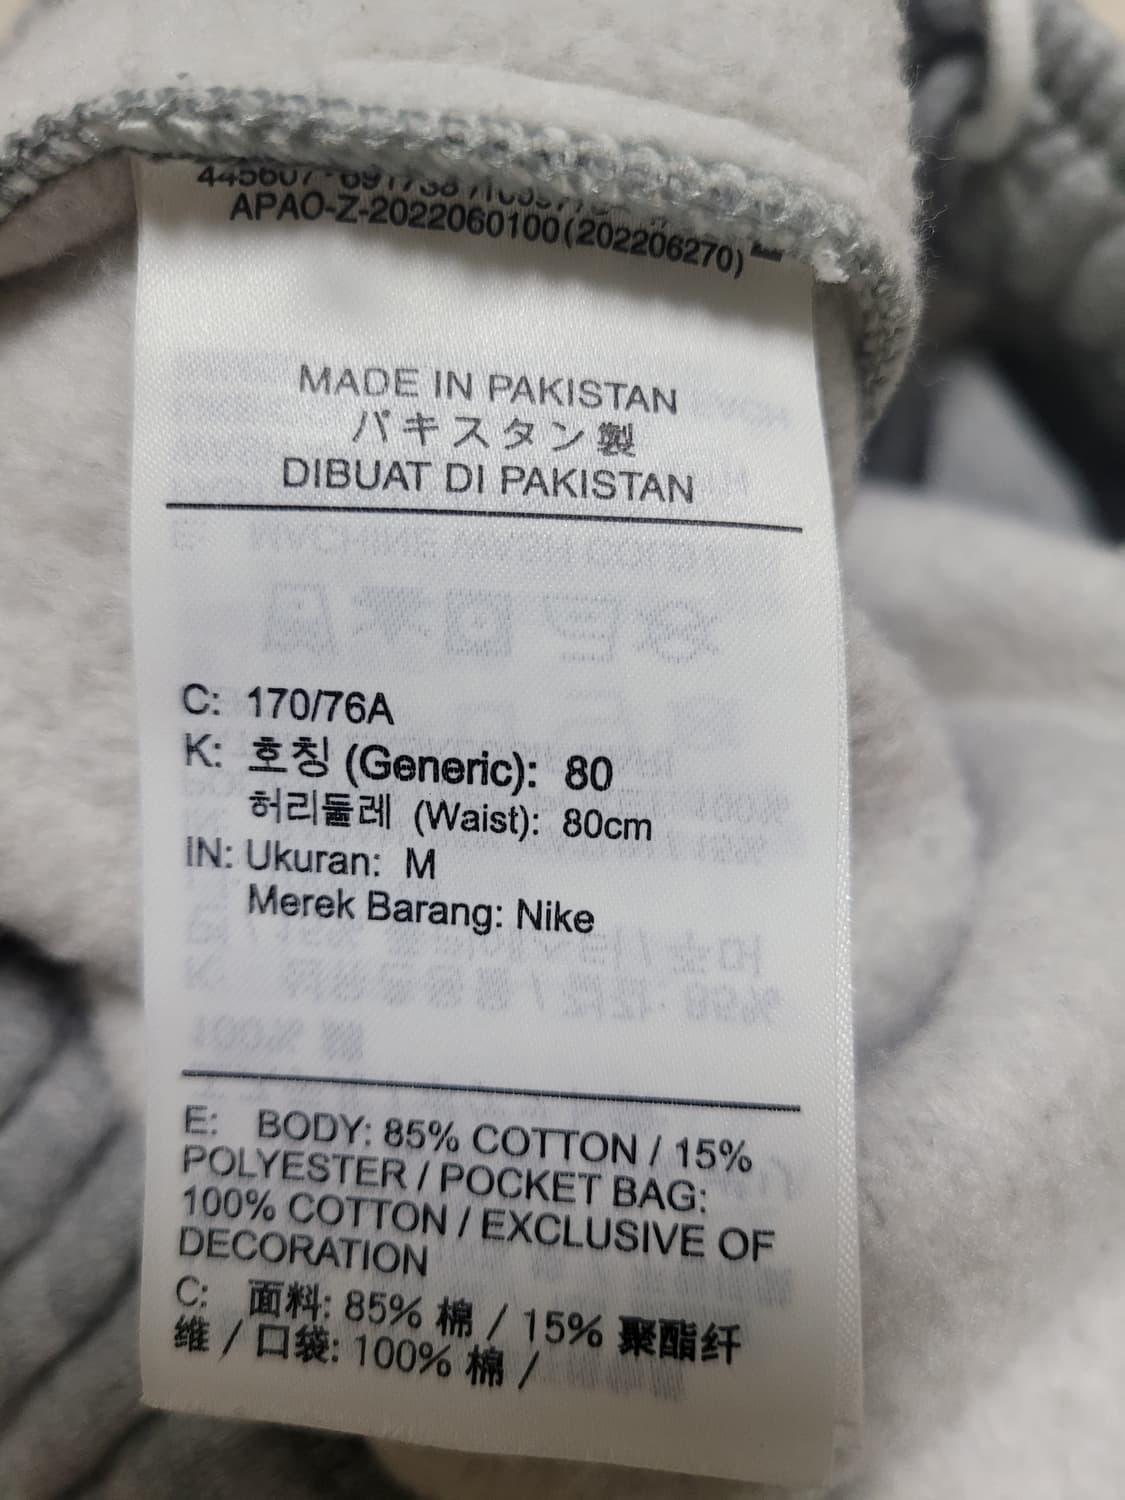 APAO-Z-2022060100(202206270)
MADE IN PAKISTAN
パキスタン製
DIBUAT DI PAKISTAN
C: 170/76A
K: 호칭 (Generic): 80
허리둘레 (Waist): 80cm
IN: Ukuran: M
Merek Barang: Nike
E: BODY: 85% COTTON / 15%
POLYESTER / POCKET BAG:
100% COTTON / EXCLUSIVE OF
DECORATION
C: 面料: 85% 棉 / 15% 聚酯纤
维 / 口袋: 100% 棉 /